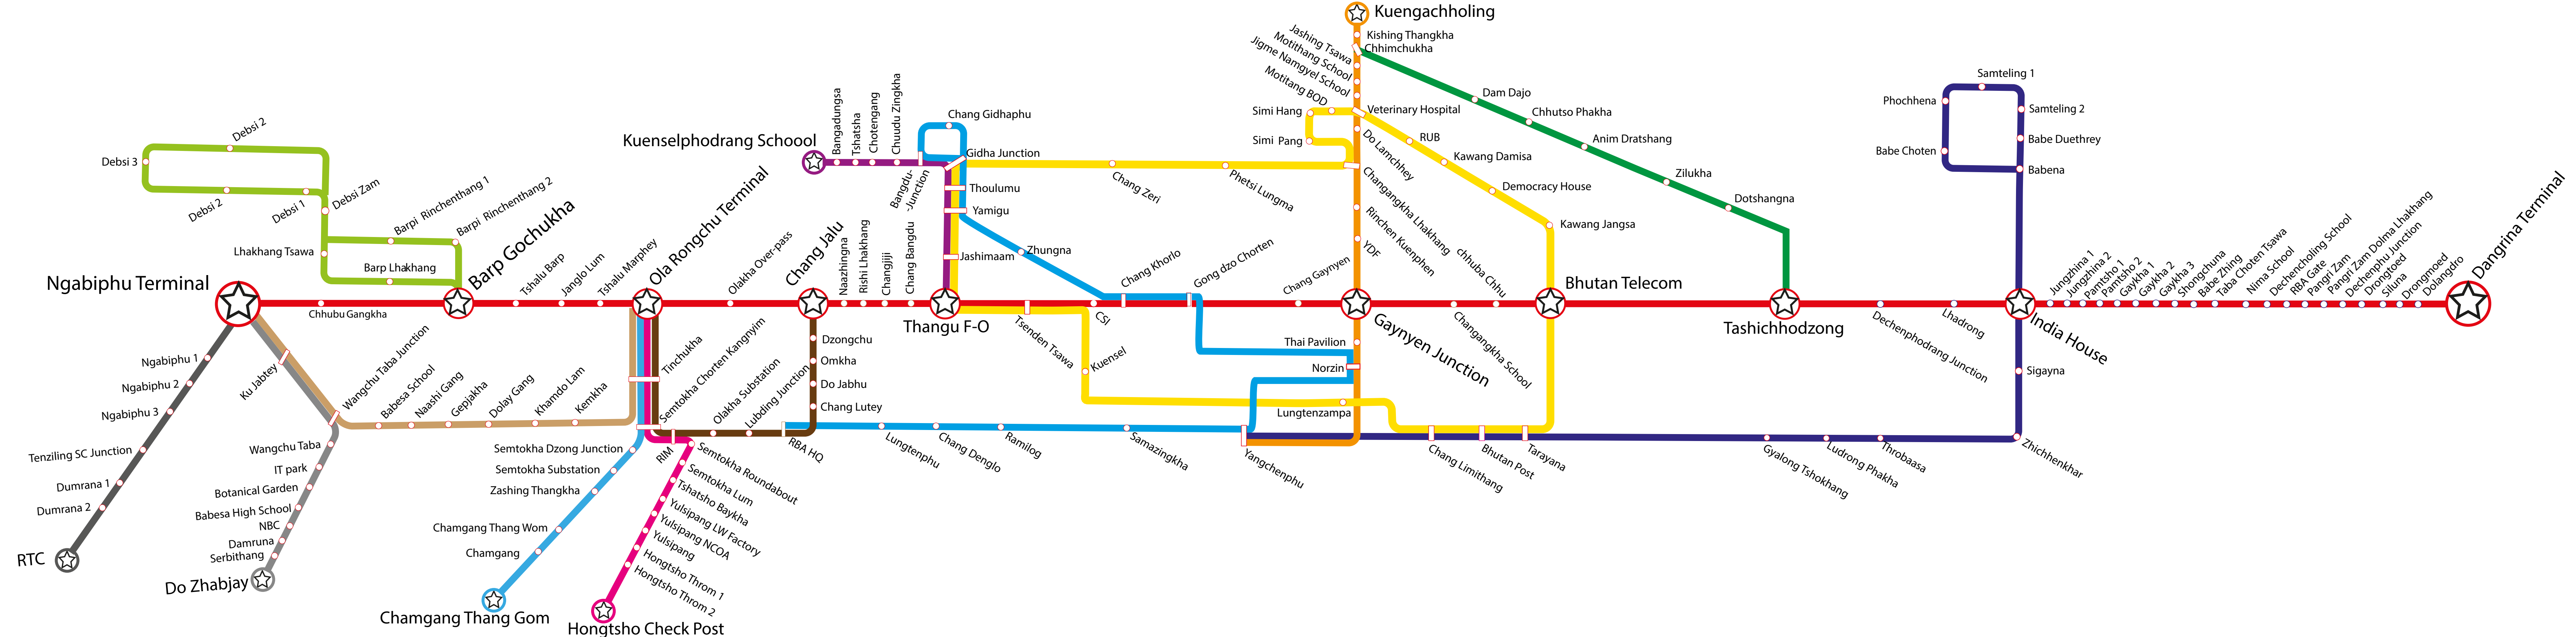 Kuengachholing
Kishing Thangkha
Chhimchukha
Jashing Tsawa
Motithang School
Jigme Namgyel School
Motitang BOD
Simi Hang
Veterinary Hospital
Simi Pang
Do Lamchhey
Changangkha Lhakhang
Rinchen Kuenphen
YDF
Chang Gaynyen
Gaynyen Junction
Thai Pavilion
Norzin
Lungtenzampa
Dam Dajo
Chhutso Phakha
Anim Dratshang
Zilukha
Dotshangna
RUB
Kawang Damisa
Democracy House
Kawang Jangsa
Bhutan Telecom
chhuba Chhu
Changangkha School
Tashichhodzong
Dechenphodrang Junction
Lhadrong
Samteling 1
Phochhena
Samteling 2
Babe Duethrey
Babe Choten
Babena
India House
Sigayna
Zhichhenkhar
Jungzhina 1
Jungzhina 2
Pamtsho 1
Pamtsho 2
Gaykha 1
Gaykha 2
Gaykha 3
Shongchuna
Babe Zhing
Taba Choten Tsawa
Nima School
Dechencholing School
RBA Gate
Pangri Zam
Pangri Zam Dolma Lhakhang
Dechenphu Junction
Drongtoed
Siluna
Drongmoed
Dolangdro
Dangrina Terminal
Debsi 2
Debsi 3
Debsi 2
Debsi 1
Debsi Zam
Barpi Rinchenthang 1
Barpi Rinchenthang 2
Lhakhang Tsawa
Barp Lhakhang
Barp Gochukha
Ngabiphu Terminal
Chhubu Gangkha
Tshalu Barp
Janglo Lum
Tshalu Marphey
Ola Rongchu Terminal
Olakha Over-pass
Chang Jalu
Naazhingna
Rishi Lhakhang
Changjiji
Chang Bangdu
Thangu F-O
Kuenselphodrang Schoool
Bangadungsa
Tshatsha
Chotengang
Chuudu Zingkha
Bangdu-
-Junction
Chang Gidhaphu
Gidha Junction
Thoulumu
Yamigu
Jashimaam
Zhungna
Chang Zeri
Phetsi Lungma
Chang Khorlo
Gong dzo Chorten
CSI
Tsenden Tsawa
Kuensel
Ngabiphu 1
Ngabiphu 2
Ngabiphu 3
Tenziling SC Junction
Dumrana 1
Dumrana 2
RTC
Ku Jabtey
Wangchu Taba Junction
Babesa School
Naashi Gang
Gepjakha
Dolay Gang
Khamdo Lam
Kemkha
Wangchu Taba
IT park
Botanical Garden
Babesa High School
NBC
Damruna
Serbithang
Do Zhabjay
Tinchukha
Semtokha Chorten Kangnyim
Semtokha Dzong Junction
Semtokha Substation
Zashing Thangkha
Chamgang Thang Wom
Chamgang
Chamgang Thang Gom
RIM
Olakha Substation
Lubding Junction
Dzongchu
Omkha
Do Jabhu
Chang Lutey
RBA HQ
Semtokha Roundabout
Semtokha Lum
Tshatsho Baykha
Yulsipang LW Factory
Yulsipang NCOA
Yulsipang
Hongtsho Throm 1
Hongtsho Throm 2
Hongtsho Check Post
Lungtenphu
Chang Denglo
Ramilog
Samazingkha
Yangchenphu
Chang Limithang
Bhutan Post
Tarayana
Gyalong Tshokhang
Ludrong Phakha
Throbaasa